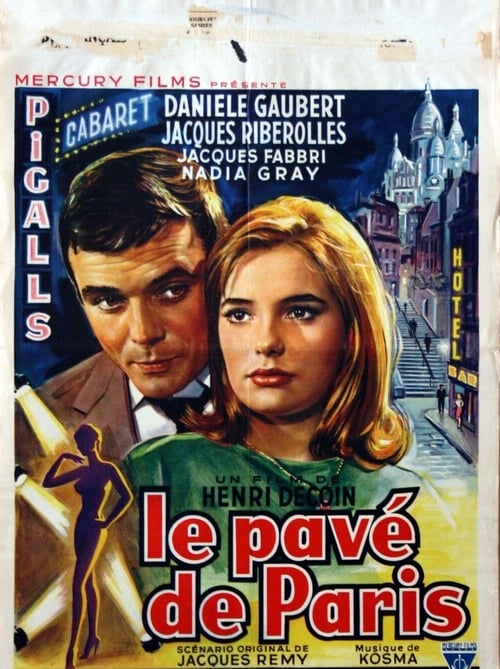 MERCURY FILMS PRÉSENTE
PIGALLS
CABARET
DANIELE GAUBERT
JACQUES RIBEROLLES
JACQUES FABBRI
NADIA GRAY
HOTEL
BAR
UN FILM DE
HENRI DECOIN
le pavé
de Paris
SCÉNARIO ORIGINAL DE
JACQUES REMY
Musique de
KOSMA